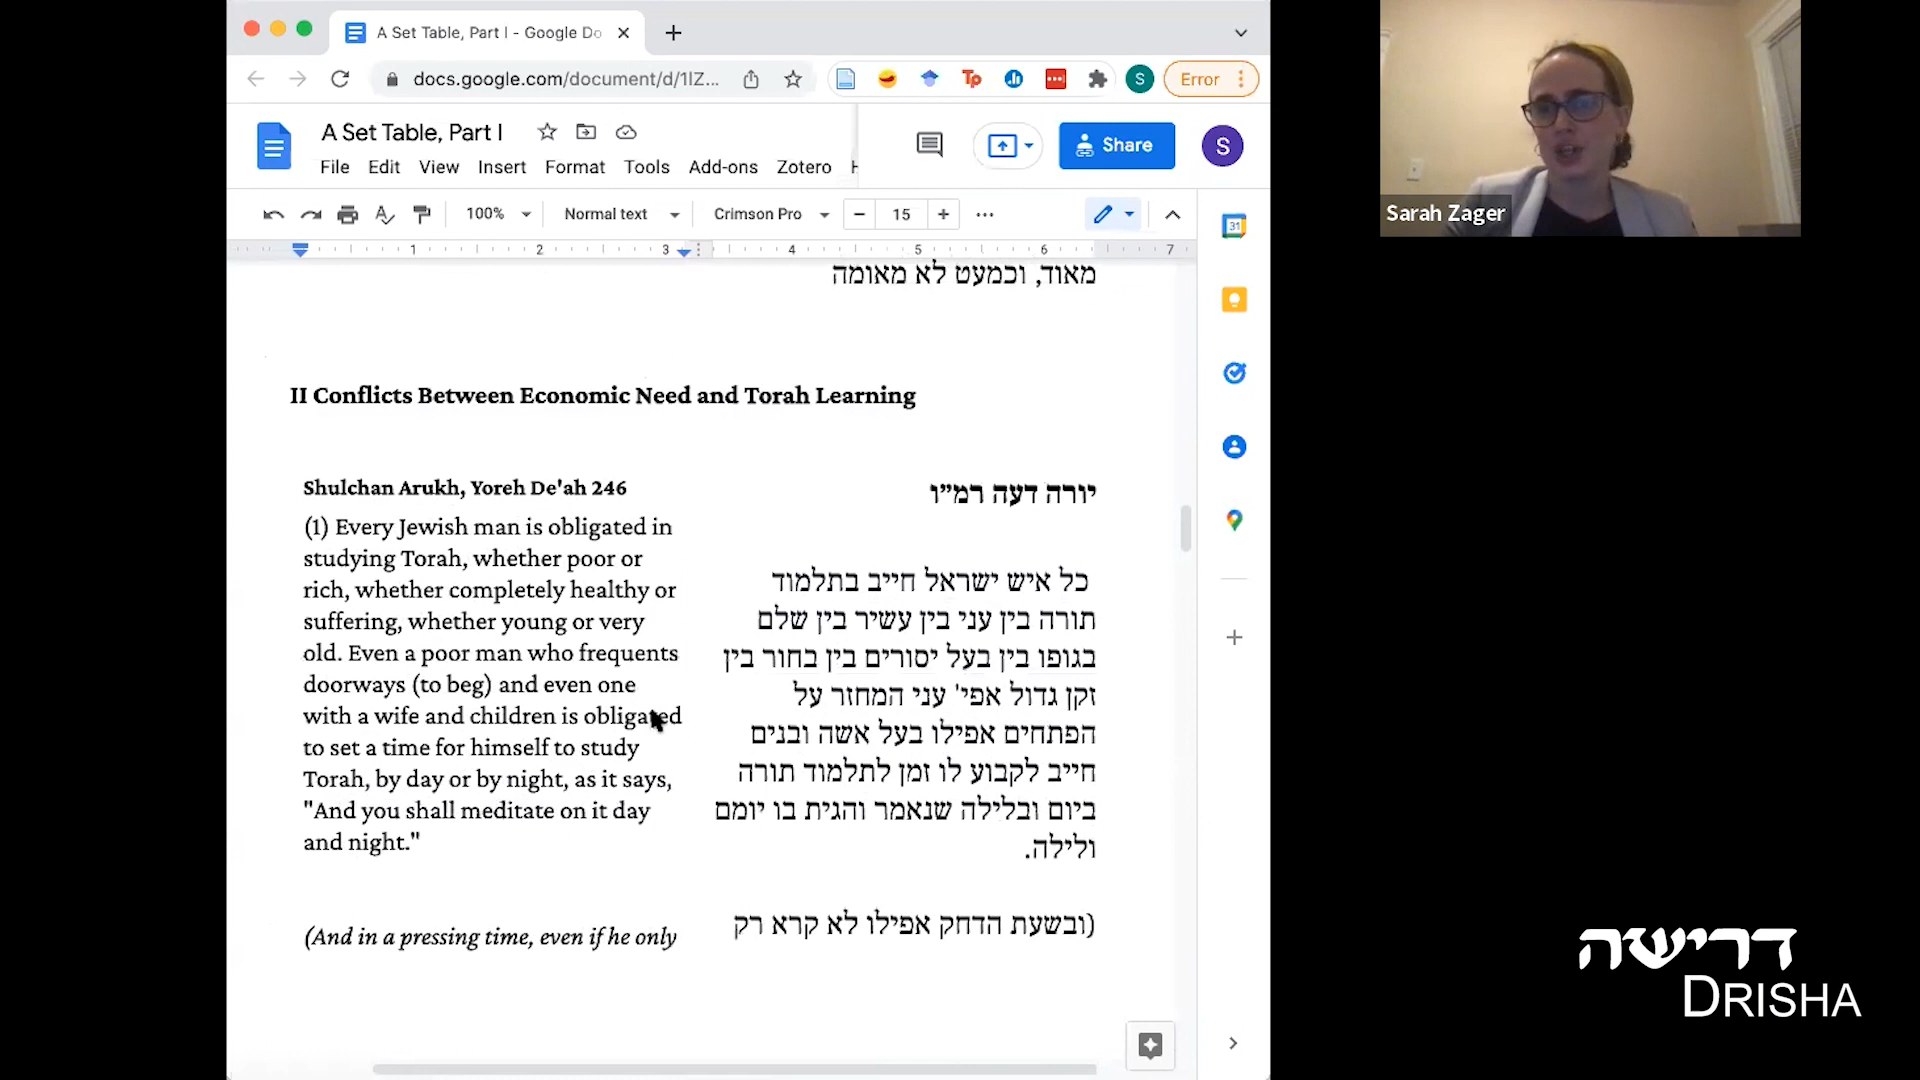 A Set Table, Part I - Google Do
docs.google.com/document/d/1lZ...
Error
A Set Table, Part I
File Edit View Insert Format Tools Add-ons Zotero
Share
S
100% Normal text Crimson Pro 15
1 2 3 4 5 6 7
מאוד, וכמעט לא מאומה
II Conflicts Between Economic Need and Torah Learning
Shulchan Arukh, Yoreh De'ah 246
(1) Every Jewish man is obligated in
studying Torah, whether poor or
rich, whether completely healthy or
suffering, whether young or very
old. Even a poor man who frequents
doorways (to beg) and even one
with a wife and children is obligated
to set a time for himself to study
Torah, by day or by night, as it says,
"And you shall meditate on it day
and night."
(And in a pressing time, even if he only
יורה דעה רמ״ו
כל איש ישראל חייב בתלמוד
תורה בין עני בין עשיר בין שלם
בגופו בין בעל יסורים בין בחור בין
זקן גדול אפי' עני המחזר על
הפתחים אפילו בעל אשה ובנים
חייב לקבוע לו זמן לתלמוד תורה
ביום ובלילה שנאמר והגית בו יומם
ולילה.
(ובשעת הדחק אפילו לא קרא רק
31
Sarah Zager
דרישה
DRISHA